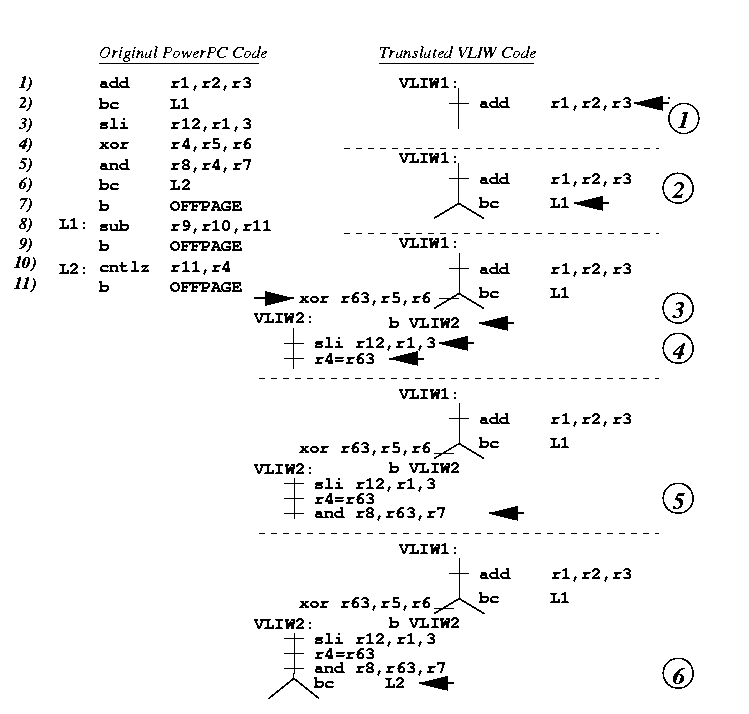 Original PowerPC Code
1) add r1,r2,r3
2) bc L1
3) sli r12,r1,3
4) xor r4,r5,r6
5) and r8,r4,r7
6) bc L2
7) b OFFPAGE
8) L1: sub r9,r10,r11
9) b OFFPAGE
10) L2: cntlz r11,r4
11) b OFFPAGE
Translated VLIW Code
VLIW1:
add r1,r2,r3
1
VLIW1:
add r1,r2,r3
bc L1
2
VLIW1:
add r1,r2,r3
bc L1
xor r63,r5,r6
b VLIW2
3
VLIW2:
sli r12,r1,3
r4=r63
4
VLIW1:
add r1,r2,r3
bc L1
xor r63,r5,r6
b VLIW2
VLIW2:
sli r12,r1,3
r4=r63
and r8,r63,r7
5
VLIW1:
add r1,r2,r3
bc L1
xor r63,r5,r6
b VLIW2
VLIW2:
sli r12,r1,3
r4=r63
and r8,r63,r7
bc L2
6